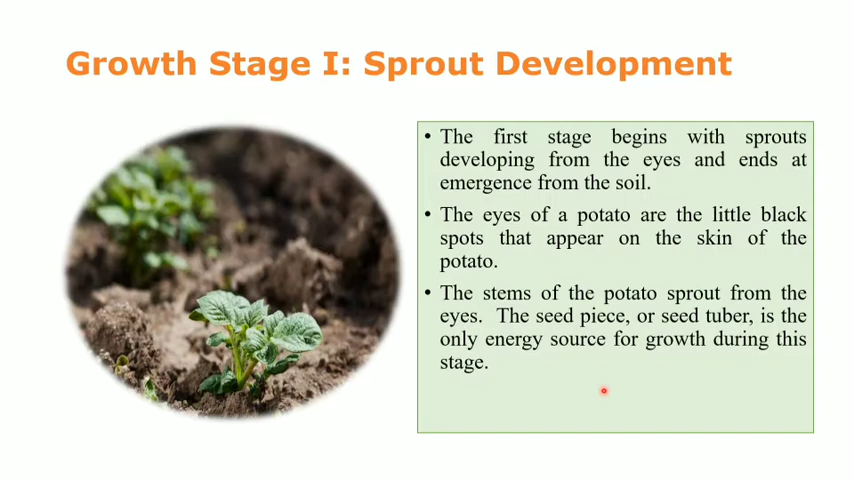 Growth Stage I: Sprout Development
• The first stage begins with sprouts
developing from the eyes and ends at
emergence from the soil.
• The eyes of a potato are the little black
spots that appear on the skin of the
potato.
• The stems of the potato sprout from the
eyes. The seed piece, or seed tuber, is the
only energy source for growth during this
stage.